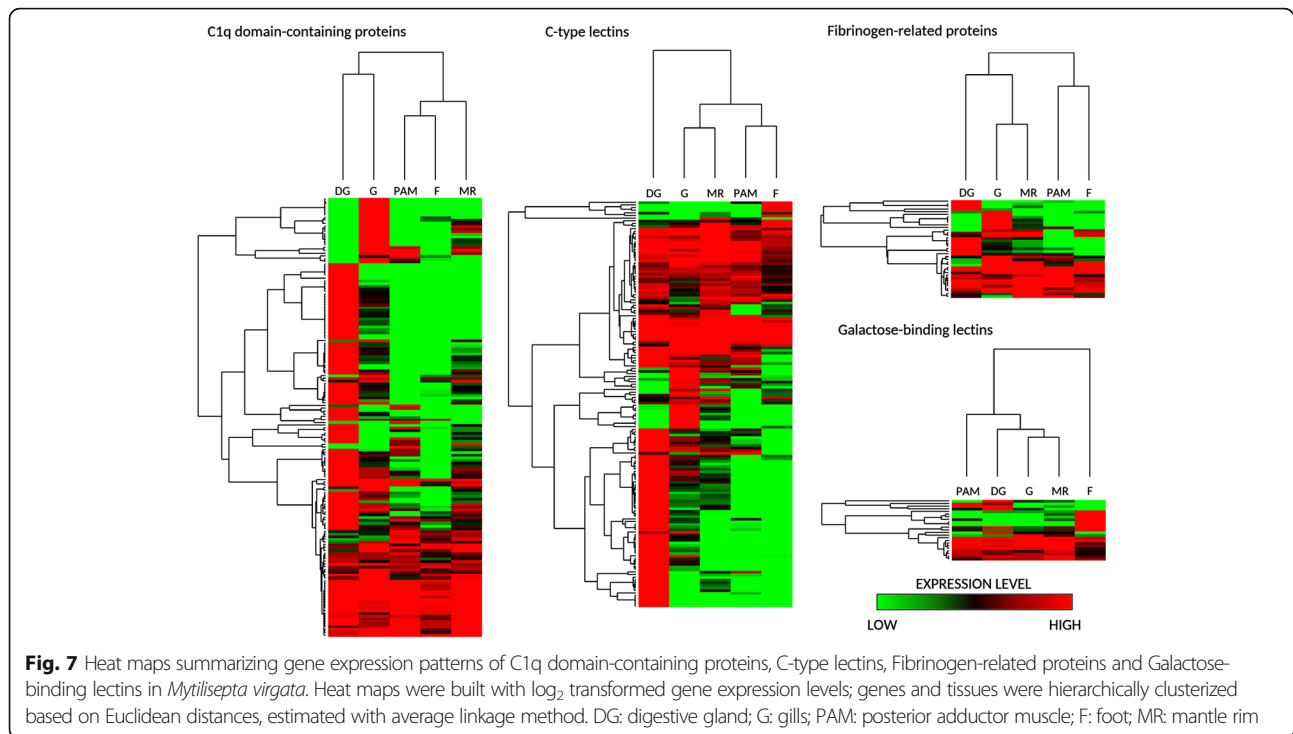 C1q domain-containing proteins
C-type lectins
Fibrinogen-related proteins
DG G PAM F MR
DG G MR PAM F
DG G MR PAM F
Galactose-binding lectins
PAM DG G MR F
EXPRESSION LEVEL
LOW HIGH
Fig. 7 Heat maps summarizing gene expression patterns of C1q domain-containing proteins, C-type lectins, Fibrinogen-related proteins and Galactose-
binding lectins in Mytilisepta virgata. Heat maps were built with log₂ transformed gene expression levels; genes and tissues were hierarchically clusterized
based on Euclidean distances, estimated with average linkage method. DG: digestive gland; G: gills; PAM: posterior adductor muscle; F: foot; MR: mantle rim